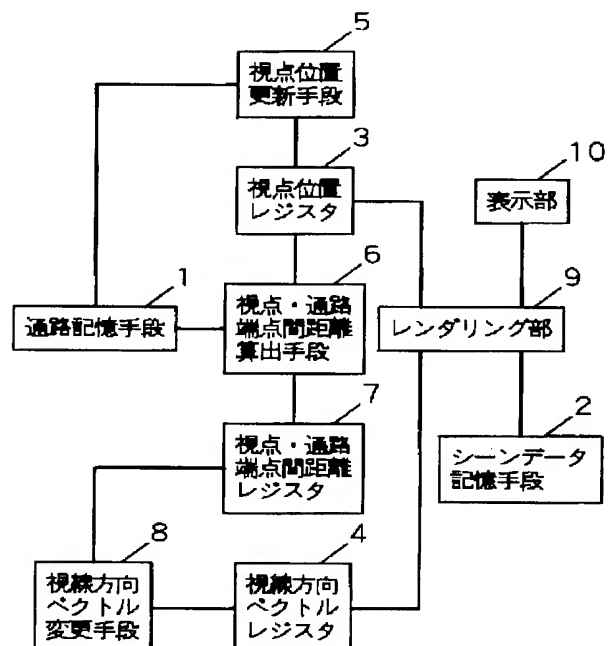 5
視点位置
更新手段
3
視点位置
レジスタ
10
表示部
1
通路記憶手段
6
視点・通路
端点間距離
算出手段
9
レンダリング部
7
視点・通路
端点間距離
レジスタ
2
シーンデータ
記憶手段
8
視線方向
ベクトル
変更手段
4
視線方向
ベクトル
レジスタ